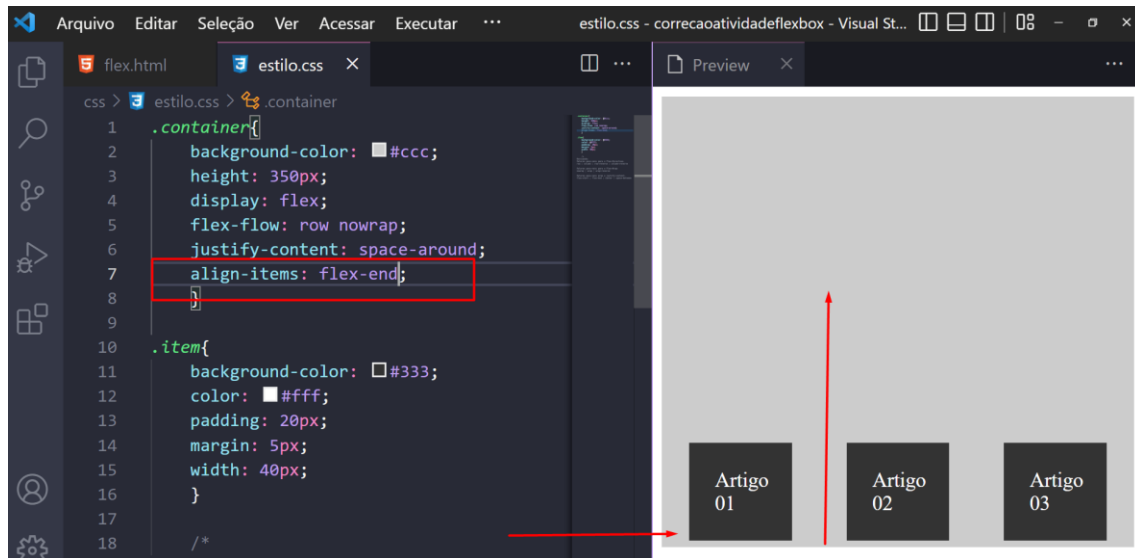 Arquivo Editar Seleção Ver Acessar Executar ··· estilo.css - correcaoatividadeflexbox - Visual St...
flex.html estilo.css Preview
css > estilo.css > .container
1 .container{
2 background-color: #ccc;
3 height: 350px;
4 display: flex;
5 flex-flow: row nowrap;
6 justify-content: space-around;
7 align-items: flex-end;
8 }
9
10 .item{
11 background-color: #333;
12 color: #fff;
13 padding: 20px;
14 margin: 5px;
15 width: 40px;
16 }
17
18 /*
Artigo
01
Artigo
02
Artigo
03